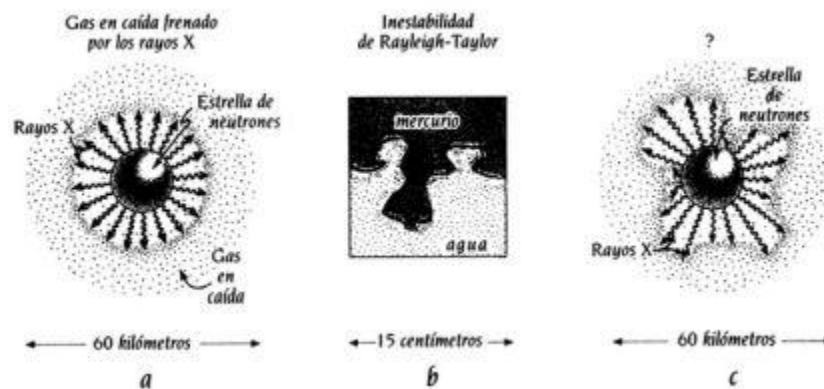 Gas en caída frenado
por los rayos X
Rayos X
Estrella de
neutrones
Gas
en
caída
60 kilómetros
a
Inestabilidad
de Rayleigh-Taylor
mercurio
agua
15 centímetros
b
?
Estrella
de
neutrones
Rayos X
60 kilómetros
c